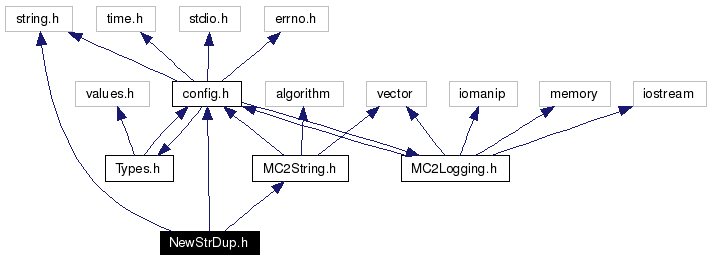 string.h
time.h
stdio.h
errno.h
values.h
config.h
algorithm
vector
iomanip
memory
iostream
Types.h
MC2String.h
MC2Logging.h
NewStrDup.h